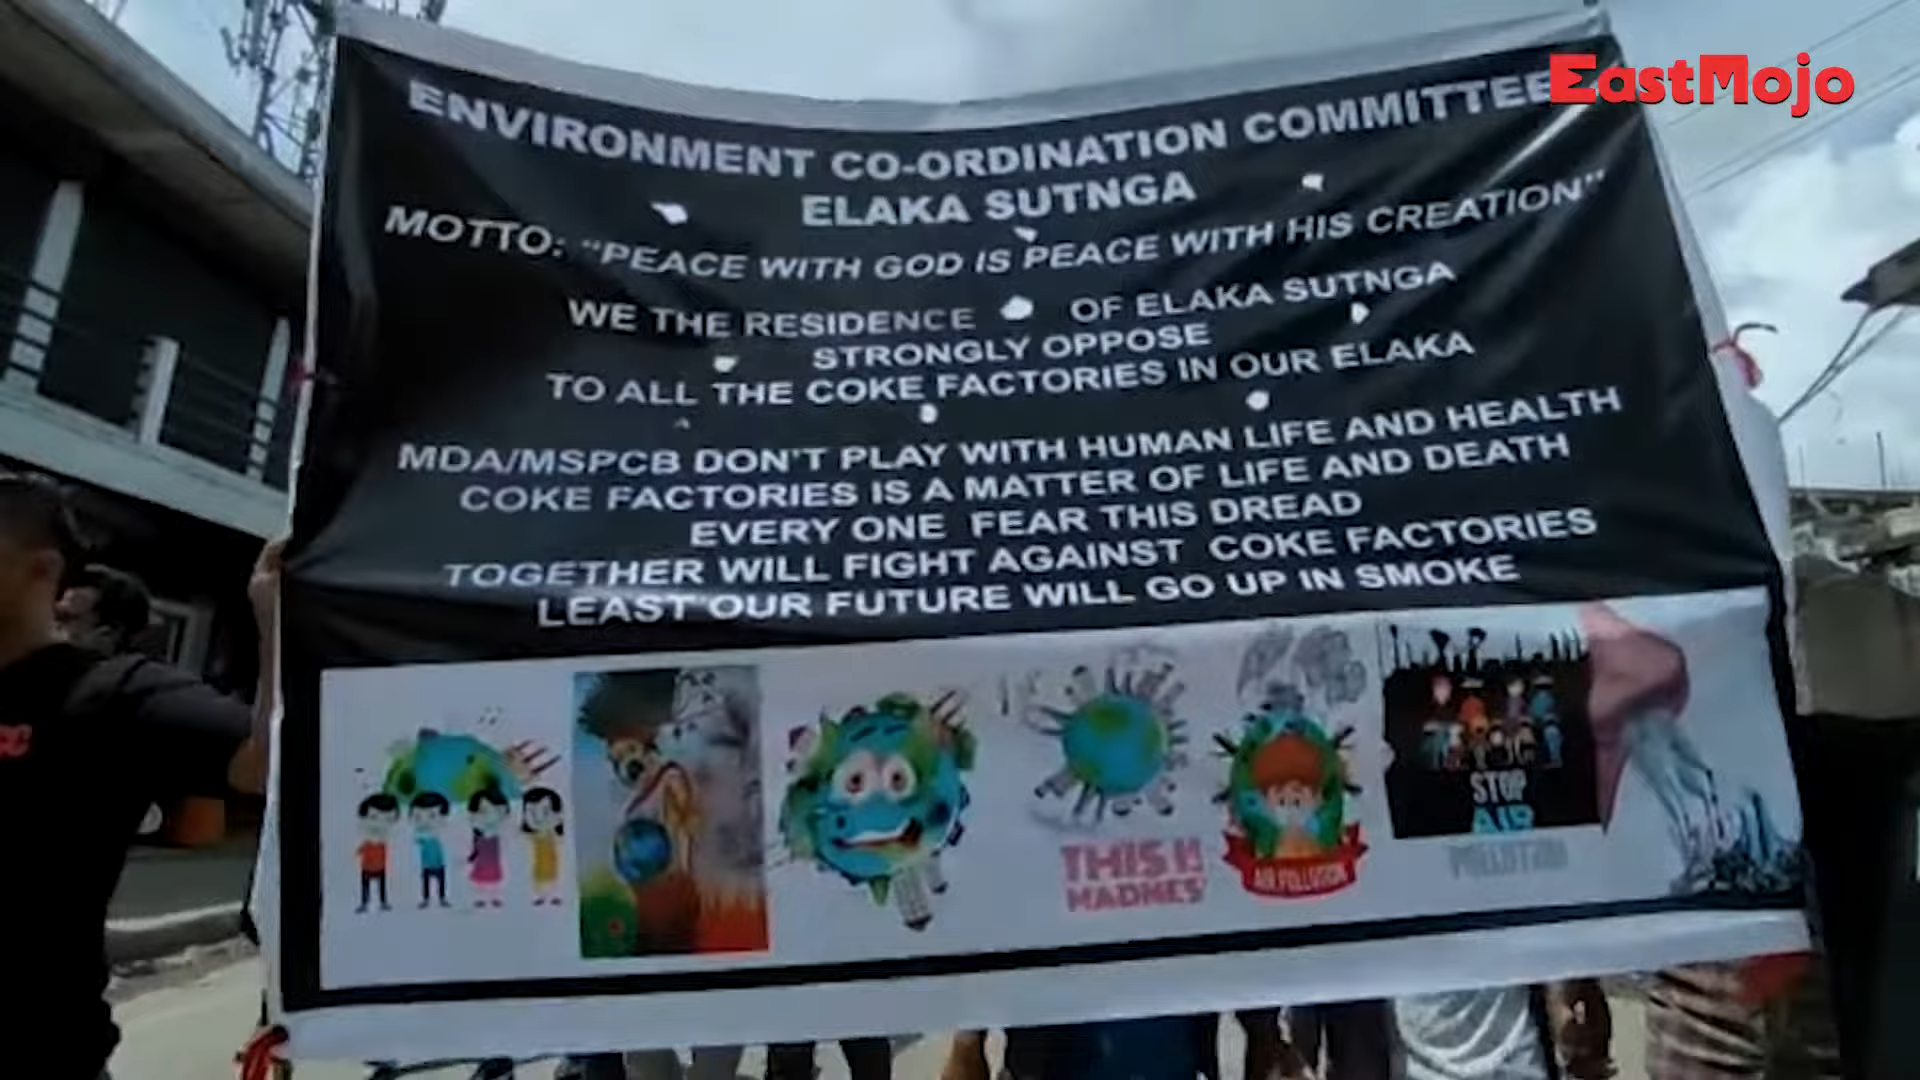 EastMojo
ENVIRONMENT CO-ORDINATION COMMITTEE
ELAKA SUTNGA
MOTTO: "PEACE WITH GOD IS PEACE WITH HIS CREATION"
WE THE RESIDENCE OF ELAKA SUTNGA
STRONGLY OPPOSE
TO ALL THE COKE FACTORIES IN OUR ELAKA
MDA/MSPCB DON'T PLAY WITH HUMAN LIFE AND HEALTH
COKE FACTORIES IS A MATTER OF LIFE AND DEATH
EVERY ONE FEAR THIS DREAD
TOGETHER WILL FIGHT AGAINST COKE FACTORIES
LEAST OUR FUTURE WILL GO UP IN SMOKE
THIS IS
MADNES
AIR POLLUTION
STOP
AIR
POLLUTION